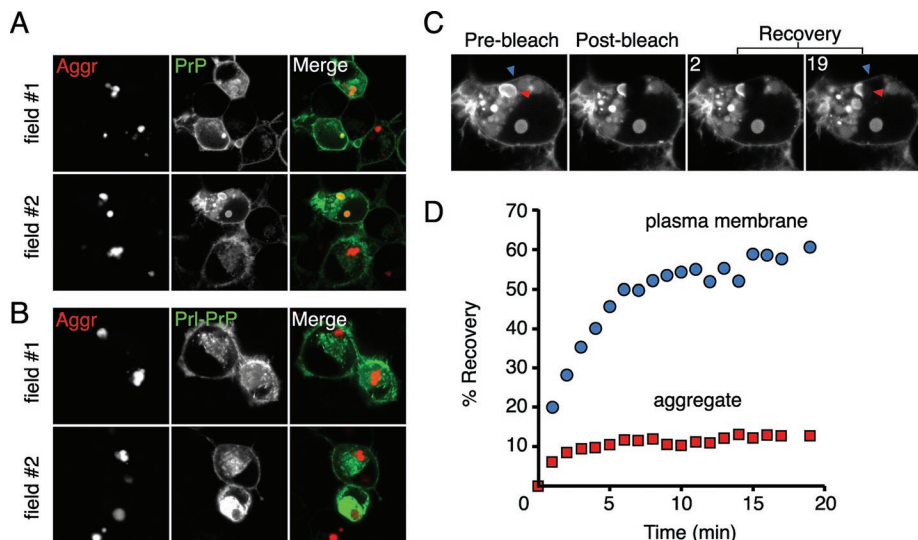 A
Aggr PrP Merge
field #1
field #2
B
Aggr Prl-PrP Merge
field #1
field #2
C
Pre-bleach Post-bleach Recovery
2 19
D
70
60
50
40
30
20
10
0
% Recovery
plasma membrane
aggregate
0 5 10 15 20
Time (min)